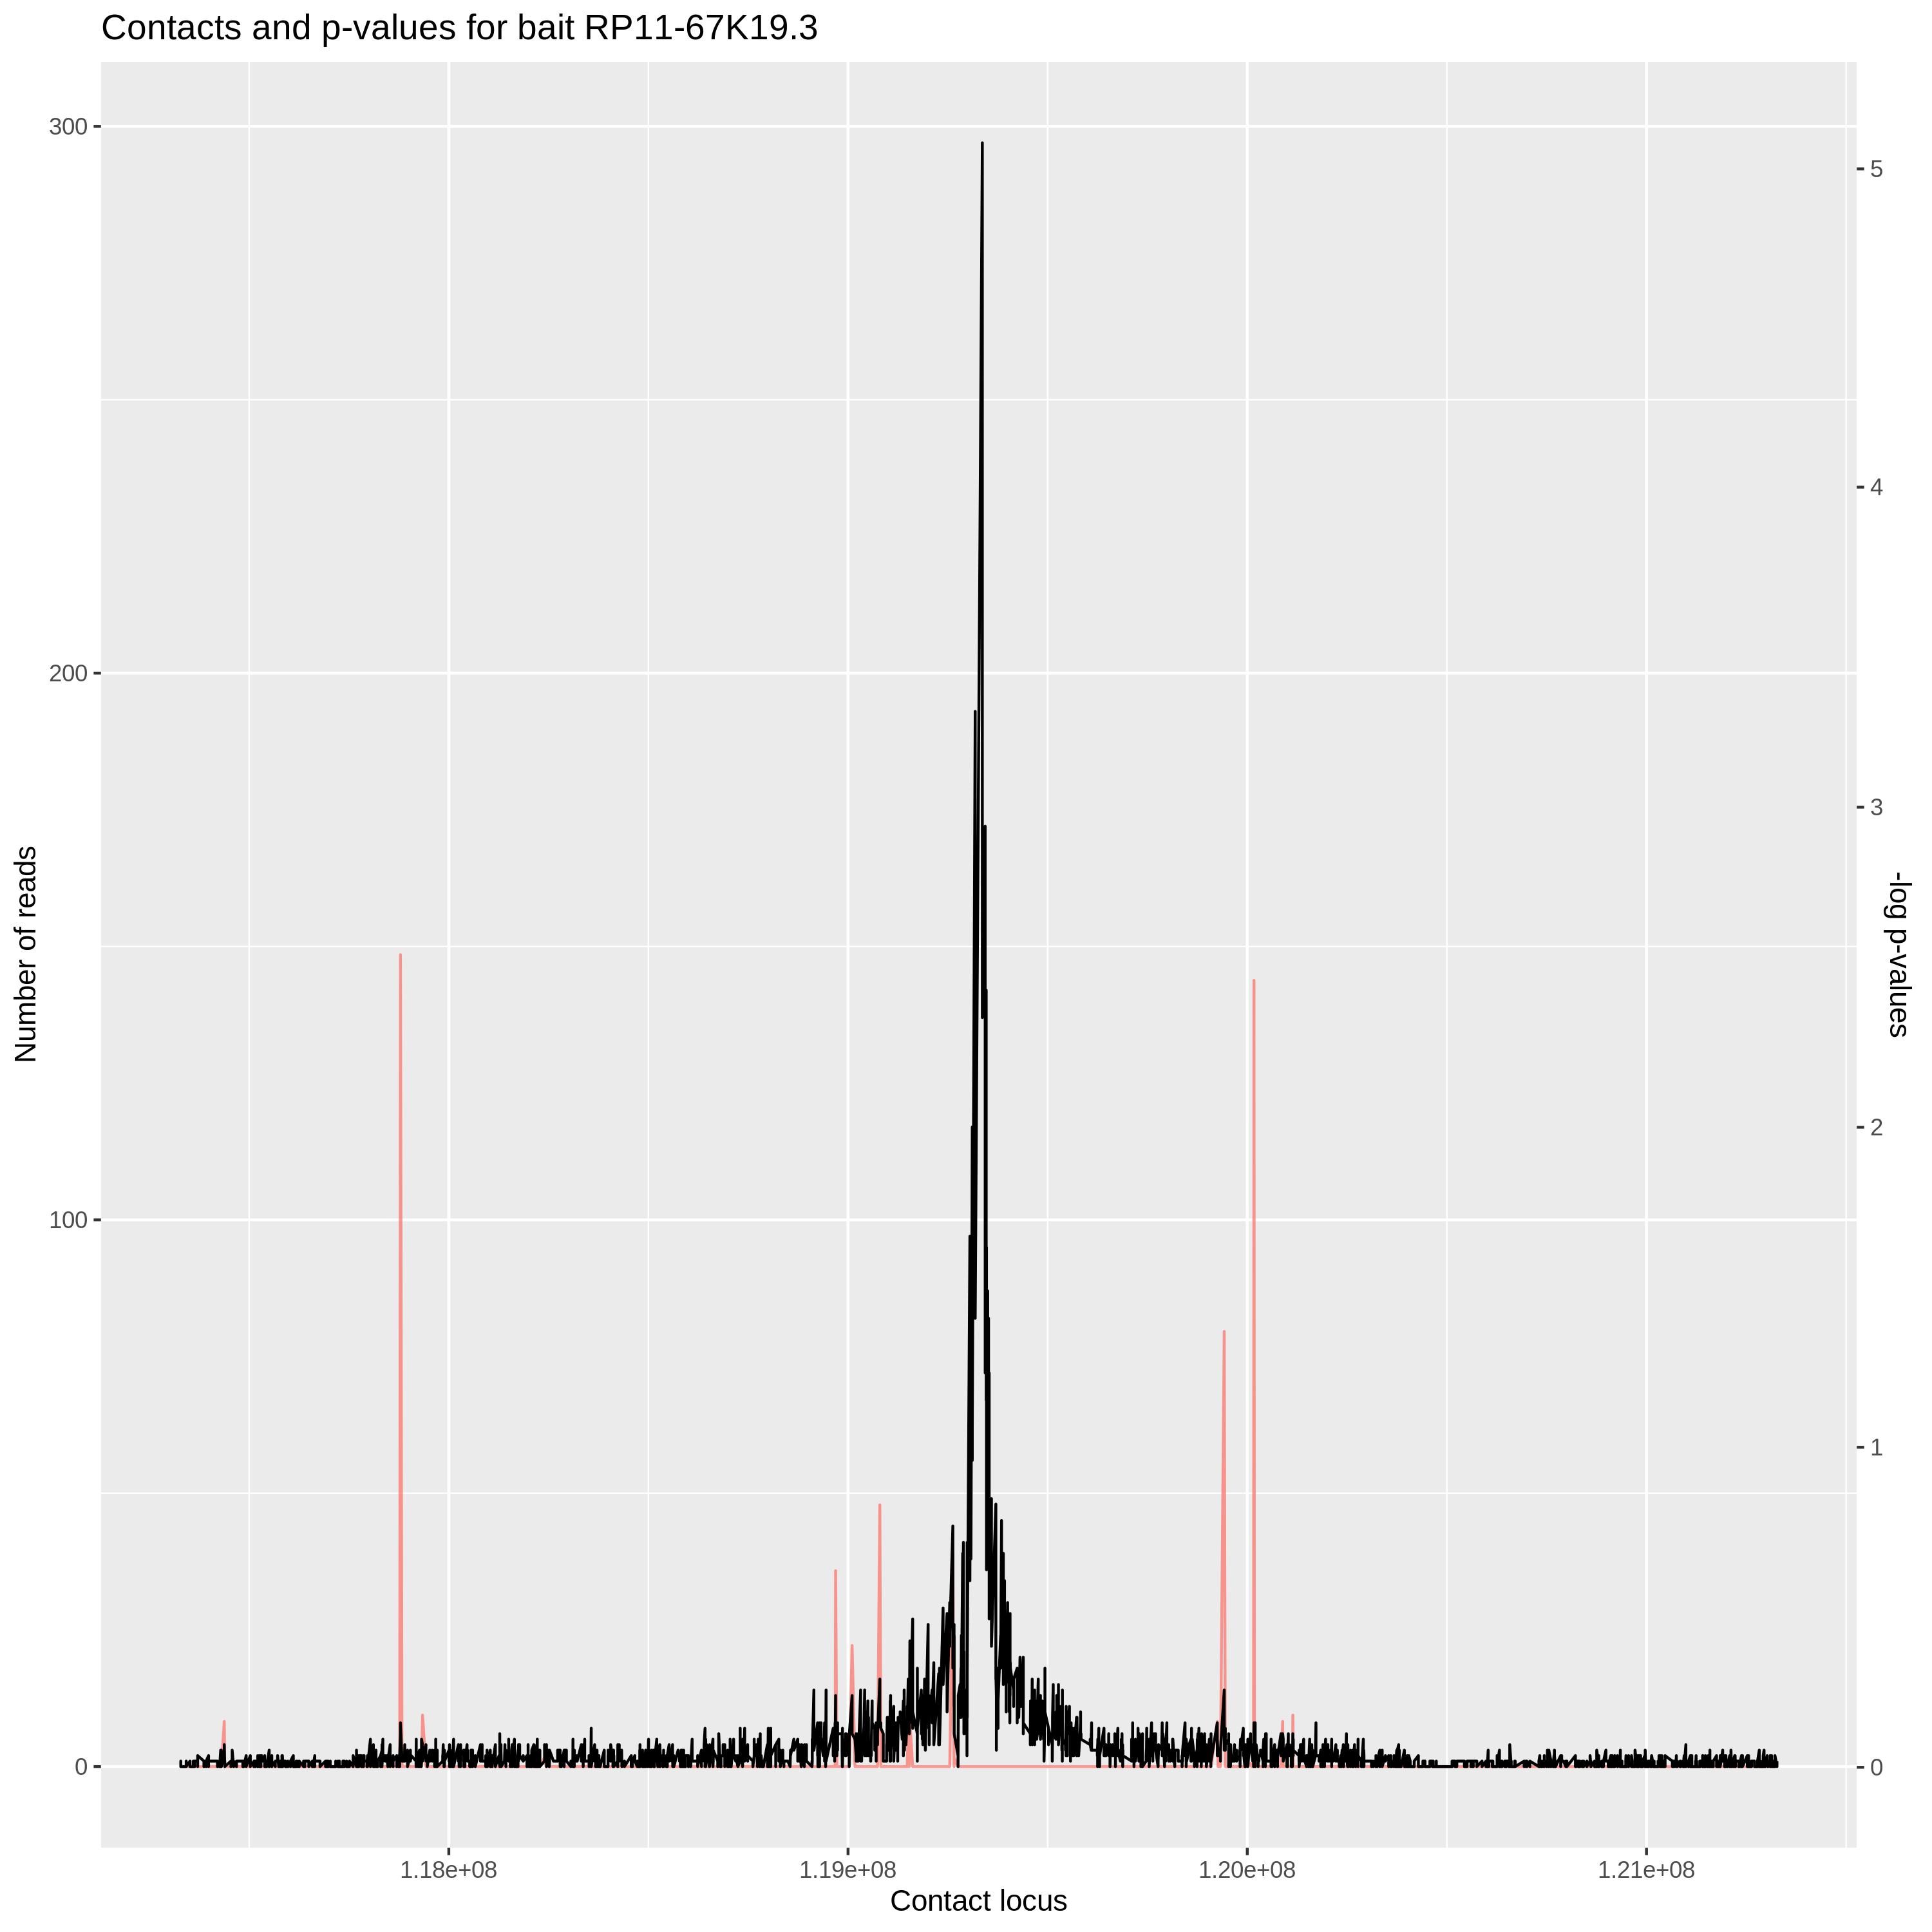 Contacts and p-values for bait RP11-67K19.3
300
200
100
0
5
4
3
2
1
0
Number of reads
-log p-values
1.18e+08 1.19e+08 1.20e+08 1.21e+08
Contact locus